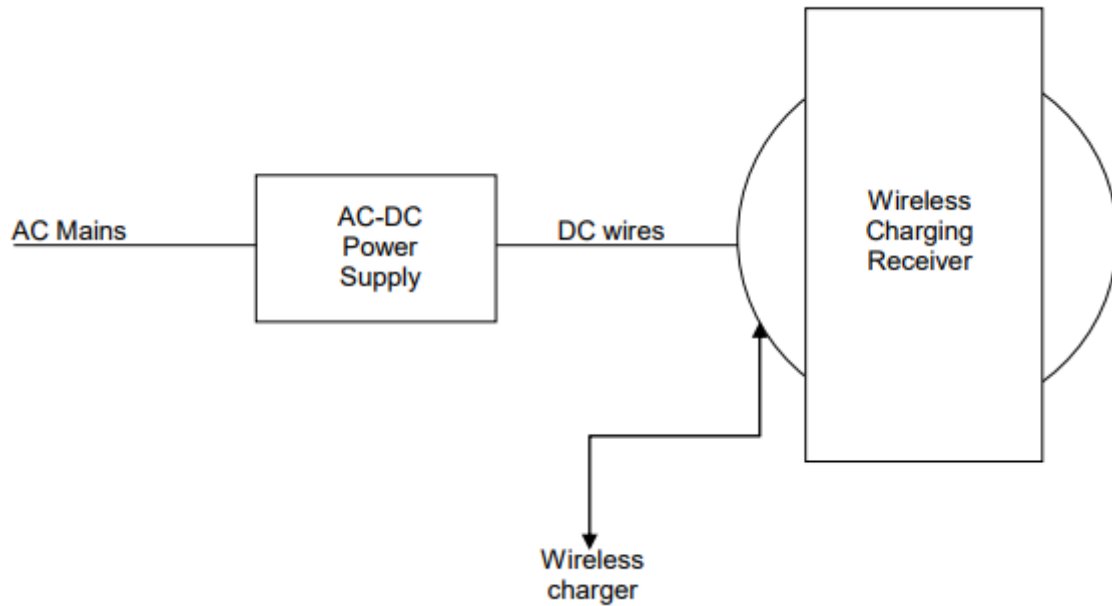 AC Mains
AC-DC
Power
Supply
DC wires
Wireless
Charging
Receiver
Wireless
charger